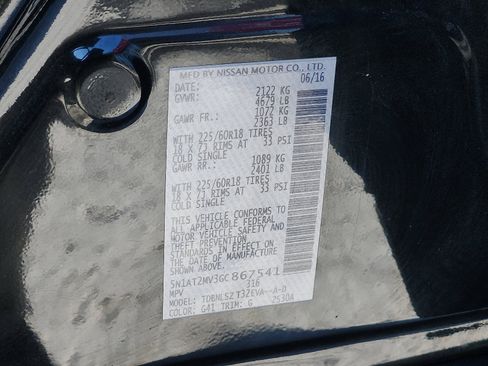 MFD BY NISSAN MOTOR CO., LTD.
DATE: 06/16
GVWR: 2122 KG
4679 LB
GAWR FR.: 1072 KG
2363 LB
WITH 225/60R18 TIRES
18 X 7J RIMS AT 33 PSI
COLD SINGLE
GAWR RR.: 1089 KG
2401 LB
WITH 225/60R18 TIRES
18 X 7J RIMS AT 33 PSI
COLD SINGLE
THIS VEHICLE CONFORMS TO
ALL APPLICABLE FEDERAL
MOTOR VEHICLE SAFETY AND
THEFT PREVENTION
STANDARDS IN EFFECT ON
THE DATE OF MANUFACTURE
SHOWN ABOVE.
5N1AT2MV3GC867541
MPV 316
MODEL: TDBNLSZ T32EVA--A-D
COLOR: G41 TRIM: G 2530A